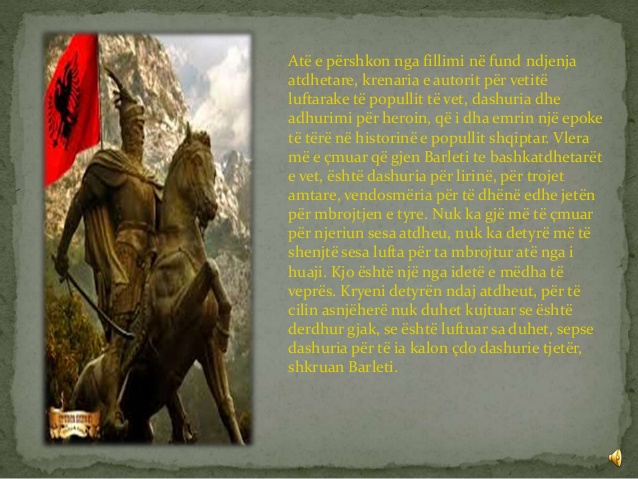 Atë e përshkon nga fillimi në fund ndjenja
atdhetare, krenaria e autorit për vetitë
luftarake të popullit të vet, dashuria dhe
adhurimi për heroin, që i dha emrin një epoke
të tërë në historinë e popullit shqiptar. Vlera
më e çmuar që gjen Barleti te bashkatdhetarët
e vet, është dashuria për lirinë, për trojet
amtare, vendosmëria për të dhënë edhe jetën
për mbrojtjen e tyre. Nuk ka gjë më të çmuar
për njeriun sesa atdheu, nuk ka detyrë më të
shenjtë sesa lufta për ta mbrojtur atë nga i
huaji. Kjo është një nga idetë e mëdha të
veprës. Kryeni detyrën ndaj atdheut, për të
cilin asnjëherë nuk duhet kujtuar se është
derdhur gjak, se është luftuar sa duhet, sepse
dashuria për të ia kalon çdo dashurie tjetër,
shkruan Barleti.